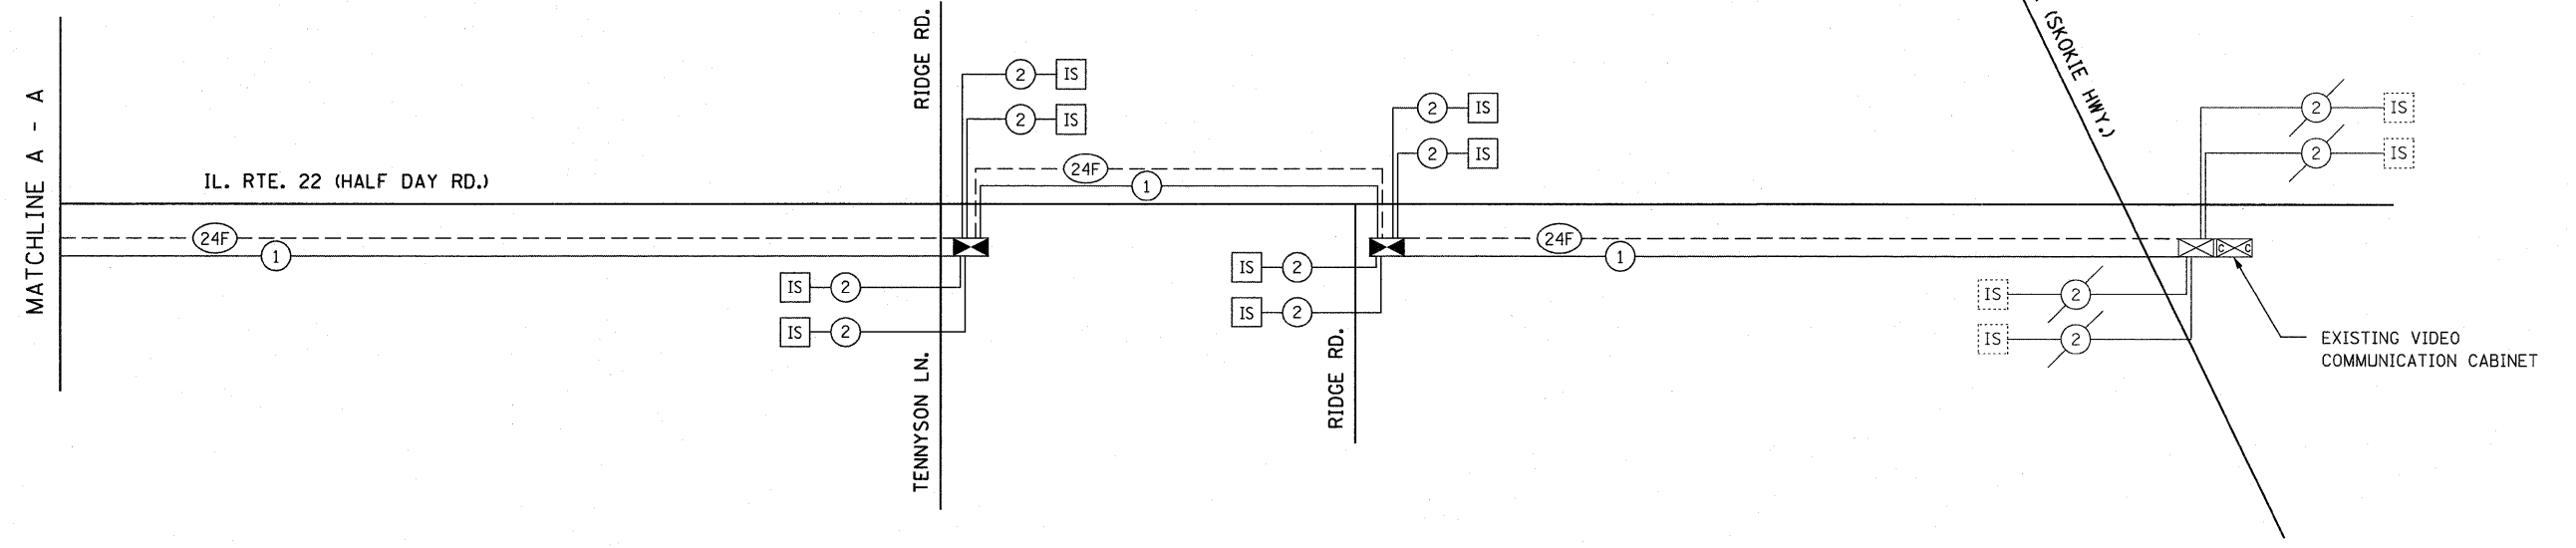 MATCHLINE A - A
IL. RTE. 22 (HALF DAY RD.)
24F
1
RIDGE RD.
TENNYSON LN.
2 IS
2 IS
IS 2
IS 2
24F
1
RIDGE RD.
2 IS
2 IS
IS 2
IS 2
24F
1
(SKOKIE HWY.)
2 IS
2 IS
IS 2
IS 2
C C
EXISTING VIDEO
COMMUNICATION CABINET